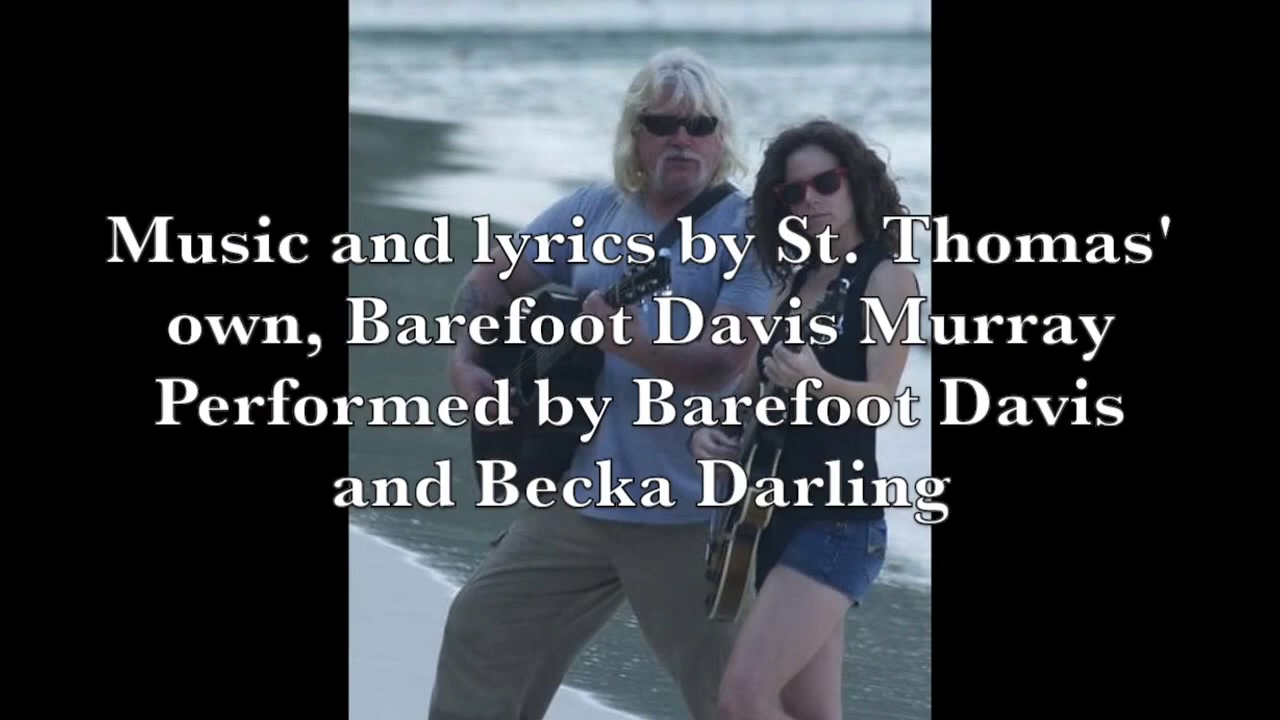 Music and lyrics by St. Thomas'
own, Barefoot Davis Murray
Performed by Barefoot Davis
and Becka Darling